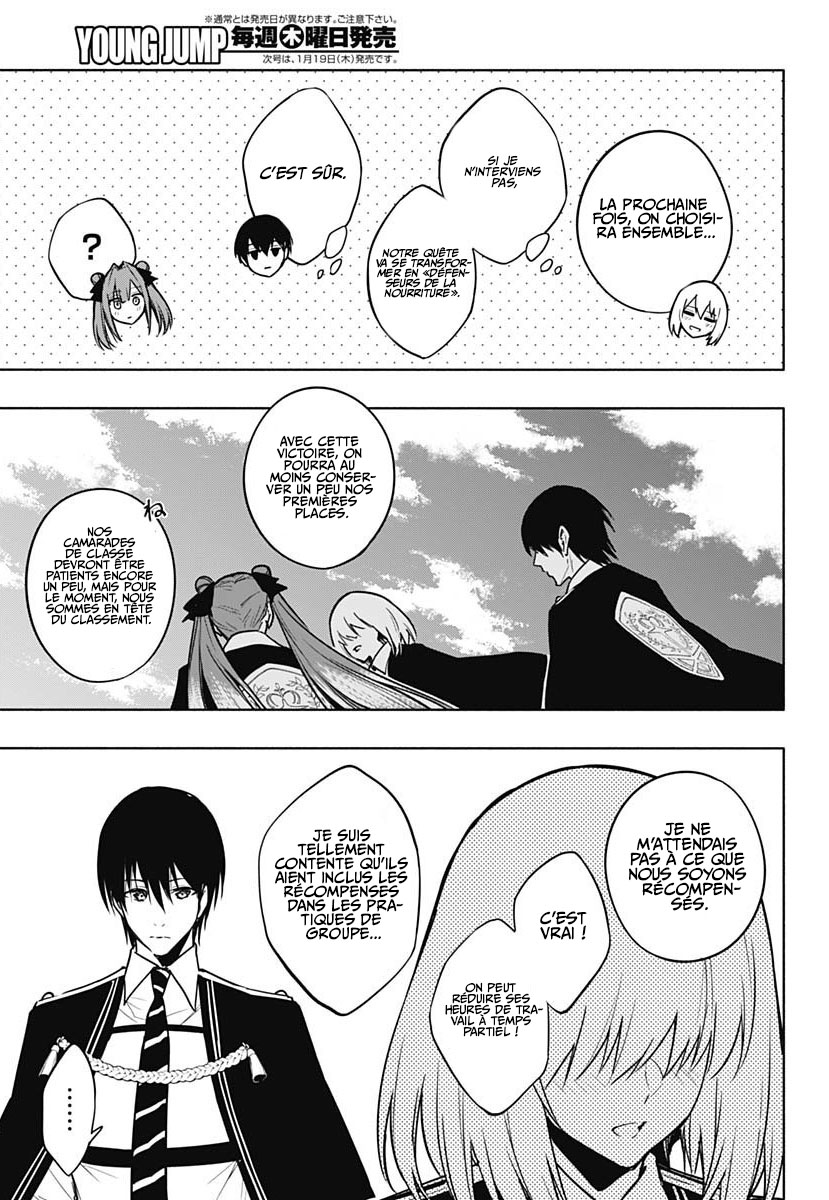 ※通常とは発売日が異なります。ご注意下さい。
YOUNG JUMP 毎週木曜日発売
次号は、1月19日(木)発売です。
LA PROCHAINE
FOIS, ON CHOISI-
RA ENSEMBLE...
SI JE
N'INTERVIENS
PAS,
NOTRE QUÊTE
VA SE TRANSFOR-
MER EN «DÉFEN-
SEURS DE LA
NOURRITURE».
C'EST SÛR.
?
AVEC CETTE
VICTOIRE, ON
POURRA AU
MOINS CONSER-
VER UN PEU NOS
PREMIÈRES
PLACES.
ね
NOS
CAMARADES
DE CLASSE
DEVRONT ÊTRE
PATIENTS ENCORE
UN PEU, MAIS POUR
LE MOMENT, NOUS
SOMMES EN TÊTE
DU CLASSEMENT.
JE NE
M'ATTENDAIS
PAS À CE QUE
NOUS SOYONS
RÉCOMPEN-
SÉS.
C'EST
VRAI !
ON PEUT
RÉDUIRE SES
HEURES DE TRA-
VAIL À TEMPS
PARTIEL !
JE SUIS
TELLEMENT
CONTENTE QU'ILS
AIENT INCLUS LES
RÉCOMPENSES
DANS LES PRA-
TIQUES DE
GROUPE...
......